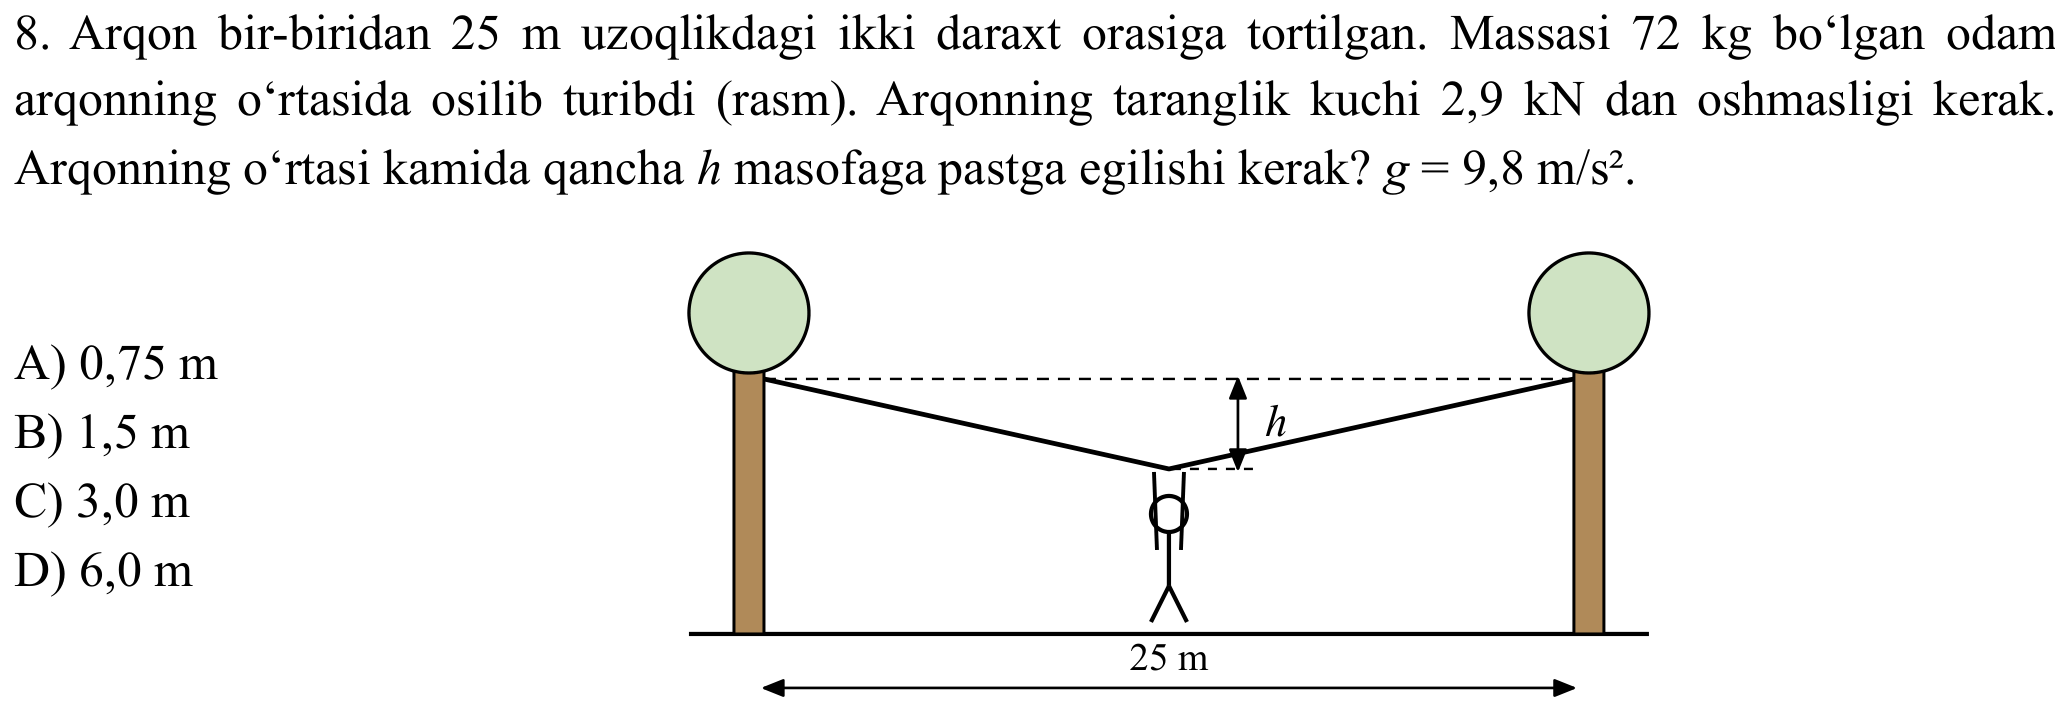 8. Arqon bir-biridan 25 m uzoqlikdagi ikki daraxt orasiga tortilgan. Massasi 72 kg bo‘lgan odam
arqonning o‘rtasida osilib turibdi (rasm). Arqonning taranglik kuchi 2,9 kN dan oshmasligi kerak.
Arqonning o‘rtasi kamida qancha h masofaga pastga egilishi kerak? g = 9,8 m/s².
A) 0,75 m
B) 1,5 m
C) 3,0 m
D) 6,0 m
h
25 m